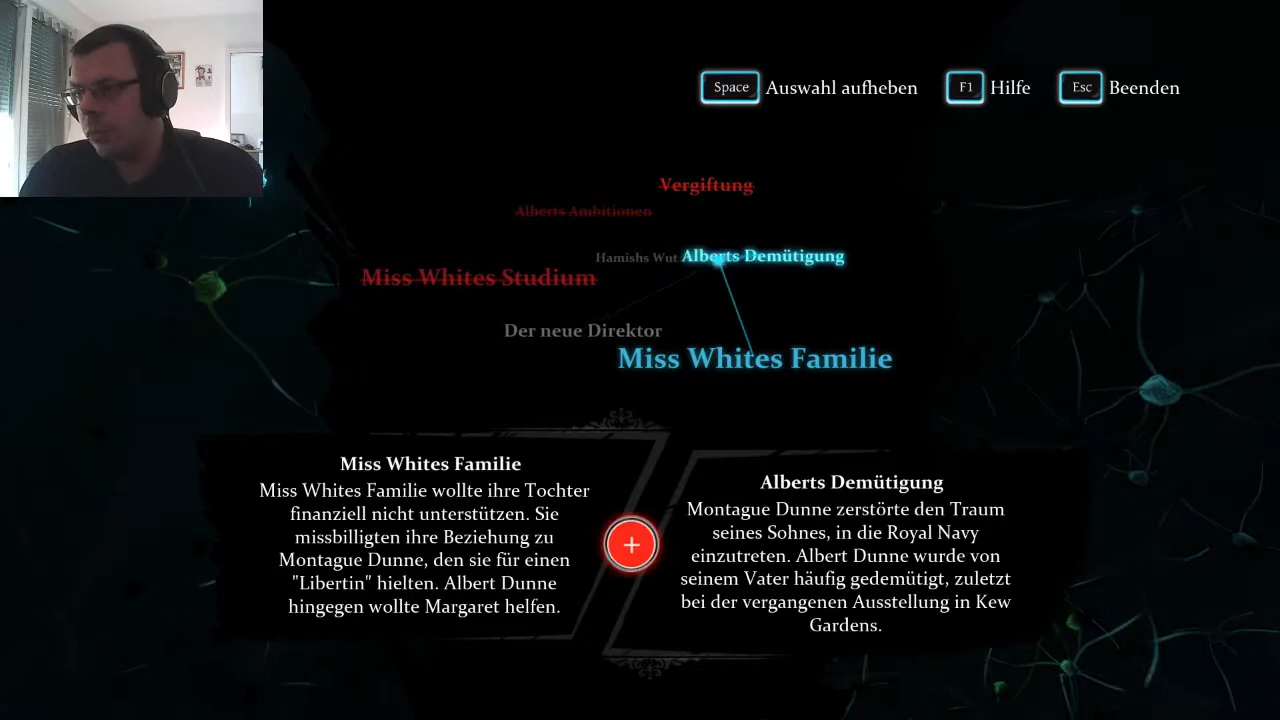 Space Auswahl aufheben F1 Hilfe Esc Beenden
Vergiftung
Alberts Ambitionen
Hamishs Wut Alberts Demütigung
Miss Whites Studium
Der neue Direktor
Miss Whites Familie
Miss Whites Familie
Miss Whites Familie wollte ihre Tochter
finanziell nicht unterstützen. Sie
missbilligten ihre Beziehung zu
Montague Dunne, den sie für einen
"Libertin" hielten. Albert Dunne
hingegen wollte Margaret helfen.
+
Alberts Demütigung
Montague Dunne zerstörte den Traum
seines Sohnes, in die Royal Navy
einzutreten. Albert Dunne wurde von
seinem Vater häufig gedemütigt, zuletzt
bei der vergangenen Ausstellung in Kew
Gardens.